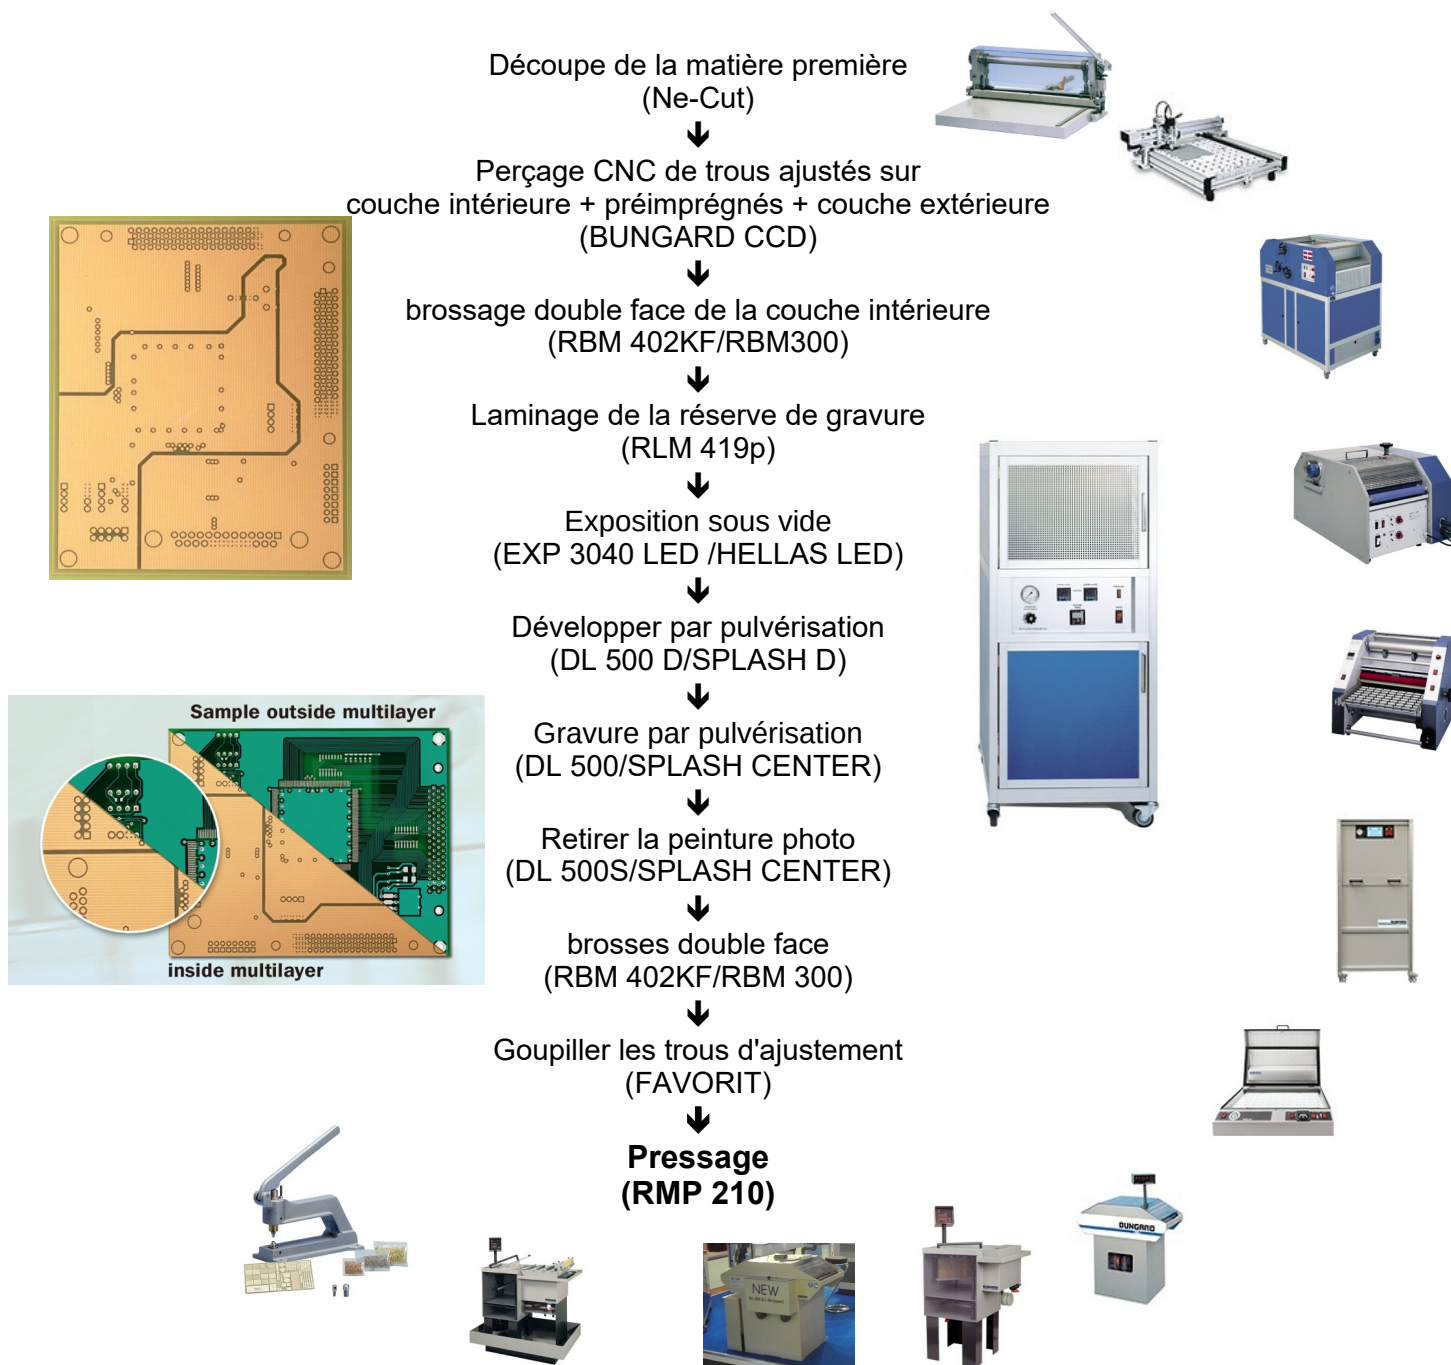 Découpe de la matière première
(Ne-Cut)
Perçage CNC de trous ajustés sur
couche intérieure + préimprégnés + couche extérieure
(BUNGARD CCD)
brossage double face de la couche intérieure
(RBM 402KF/RBM300)
Laminage de la réserve de gravure
(RLM 419p)
Exposition sous vide
(EXP 3040 LED /HELLAS LED)
Développer par pulvérisation
(DL 500 D/SPLASH D)
Gravure par pulvérisation
(DL 500/SPLASH CENTER)
Retirer la peinture photo
(DL 500S/SPLASH CENTER)
brosses double face
(RBM 402KF/RBM 300)
Goupiller les trous d'ajustement
(FAVORIT)
Pressage
(RMP 210)
Sample outside multilayer
inside multilayer
BUNGARD
NEW